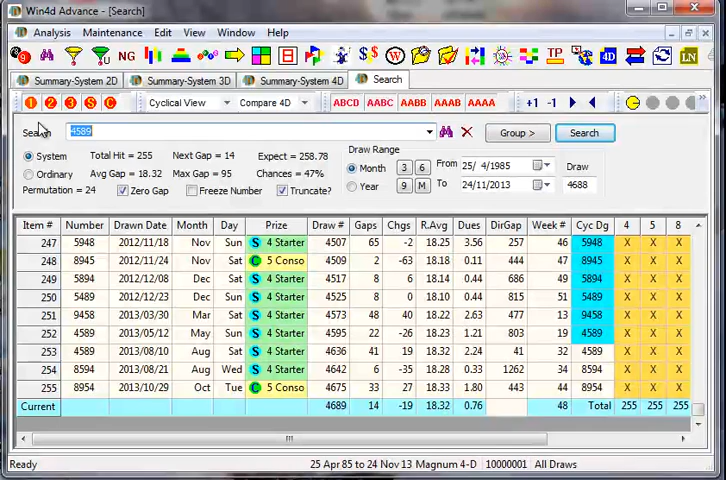 Win4d Advance - [Search]
Analysis Maintenance Edit View Window Help
NG TP LN
Summary-System 2D Summary-System 3D Summary-System 4D Search
1 2 3 S C Cyclical View Compare 4D ABCD AABC AABB AAAB AAAA +1 -1
Search 4589 Group > Search
System Total Hit = 255 Next Gap = 14 Expect = 258.78 Draw Range
Month 3 6 From 25/ 4/1985 Draw
Ordinary Avg Gap = 18.32 Max Gap = 95 Chances = 47%
Permutation = 24 Zero Gap Freeze Number Truncate? Year 9 M To 24/11/2013 4688
Item # Number Drawn Date Month Day Prize Draw # Gaps Chgs R.Avg Dues DirGap Week # Cyc Dg 4 5 8
247 5948 2012/11/18 Nov Sun S 4 Starter 4507 65 -2 18.25 3.56 257 46 5948 X X X
248 8945 2012/11/24 Nov Sat C 5 Conso 4509 2 -63 18.18 0.11 444 47 8945 X X X
249 5894 2012/12/08 Dec Sat S 4 Starter 4517 8 6 18.14 0.44 686 49 5894 X X X
250 5489 2012/12/23 Dec Sun S 4 Starter 4525 8 0 18.10 0.44 815 51 5489 X X X
251 9458 2013/03/30 Mar Sat S 4 Starter 4573 48 40 18.22 2.63 477 13 9458 X X X
252 4589 2013/05/12 May Sun S 4 Starter 4595 22 -26 18.23 1.21 803 19 4589 X X X
253 4589 2013/08/10 Aug Sat S 4 Starter 4636 41 19 18.32 2.24 41 32 4589 X X X
254 8594 2013/08/21 Aug Wed S 4 Starter 4642 6 -35 18.28 0.33 1262 34 8594 X X X
255 8954 2013/10/29 Oct Tue C 5 Conso 4675 33 27 18.33 1.80 443 44 8954 X X X
Current 4689 14 -19 18.32 0.76 48 Total 255 255 255
Ready 25 Apr 85 to 24 Nov 13 Magnum 4-D 10000001 All Draws